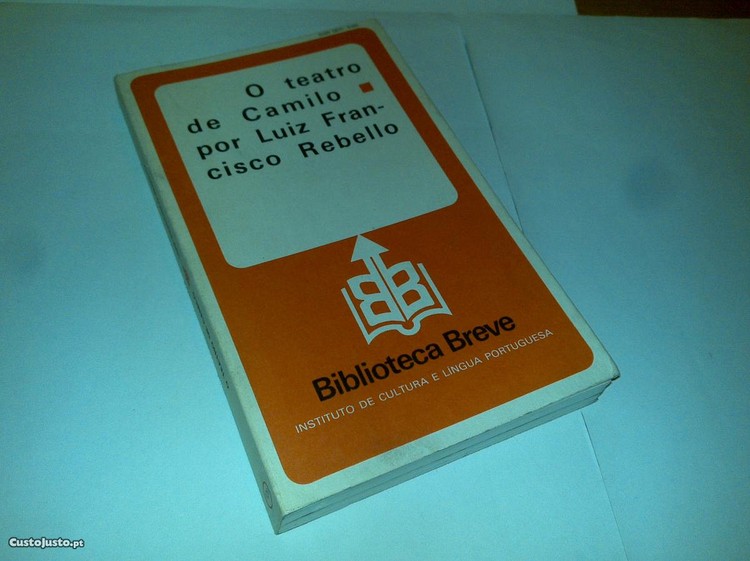 O teatro
de Camilo ▪
por Luiz Fran-
cisco Rebello
Biblioteca Breve
INSTITUTO DE CULTURA E LÍNGUA PORTUGUESA
CustoJusto.pt